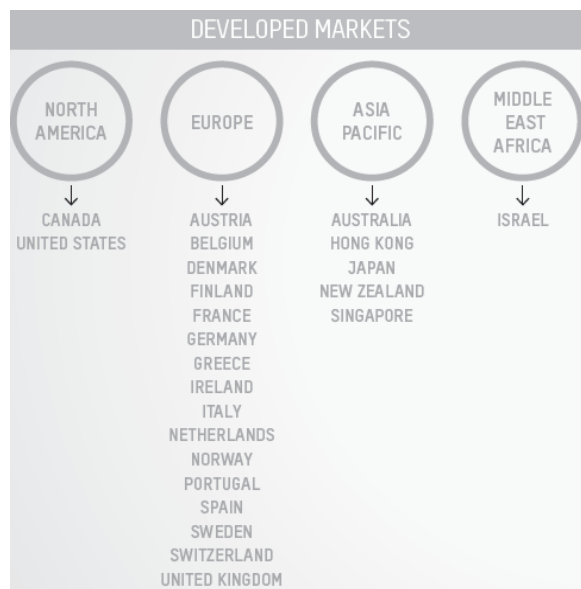 DEVELOPED MARKETS
NORTH
AMERICA
CANADA
UNITED STATES
EUROPE
AUSTRIA
BELGIUM
DENMARK
FINLAND
FRANCE
GERMANY
GREECE
IRELAND
ITALY
NETHERLANDS
NORWAY
PORTUGAL
SPAIN
SWEDEN
SWITZERLAND
UNITED KINGDOM
ASIA
PACIFIC
AUSTRALIA
HONG KONG
JAPAN
NEW ZEALAND
SINGAPORE
MIDDLE
EAST
AFRICA
ISRAEL